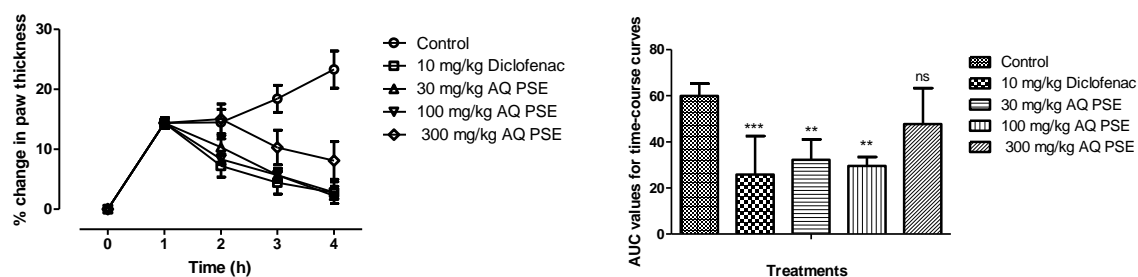 % change in paw thickness
30
20
10
0
0 1 2 3 4
Time (h)
Control
10 mg/kg Diclofenac
30 mg/kg AQ PSE
100 mg/kg AQ PSE
300 mg/kg AQ PSE
AUC values for time-course curves
80
60
40
20
0
***
**
**
ns
Treatments
Control
10 mg/kg Diclofenac
30 mg/kg AQ PSE
100 mg/kg AQ PSE
300 mg/kg AQ PSE